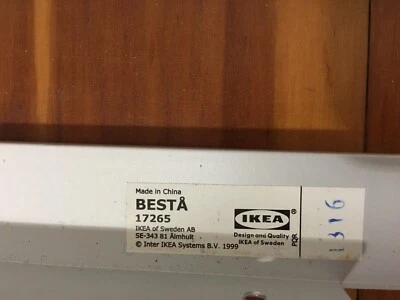 Made in China
BESTÅ
17265
IKEA of Sweden AB
SE-343 81 Älmhult
© Inter IKEA Systems B.V. 1999
IKEA®
Design and Quality
IKEA of Sweden
PQR
1316